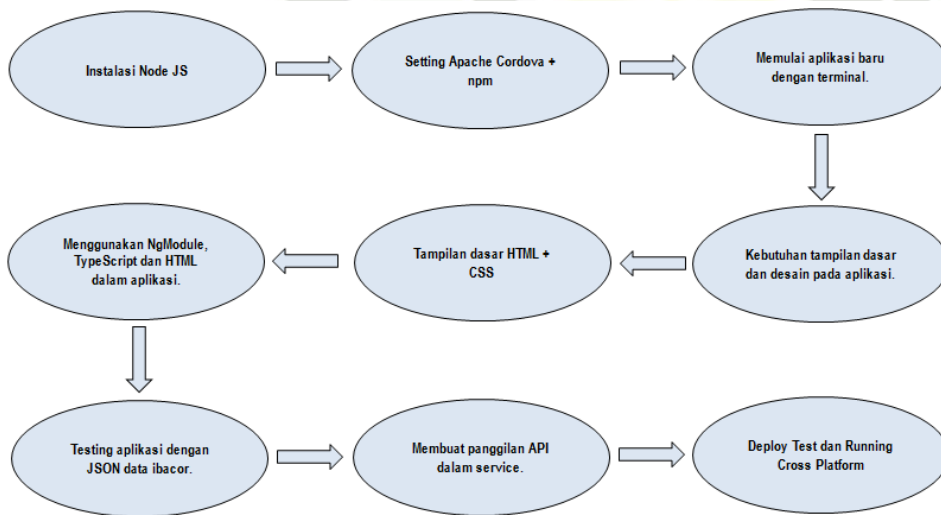 Instalasi Node JS
Setting Apache Cordova +
npm
Memulai aplikasi baru
dengan terminal.
Kebutuhan tampilan dasar
dan desain pada aplikasi.
Tampilan dasar HTML +
CSS
Menggunakan NgModule,
TypeScript dan HTML
dalam aplikasi.
Testing aplikasi dengan
JSON data ibacor.
Membuat panggilan API
dalam service.
Deploy Test dan Running
Cross Platform